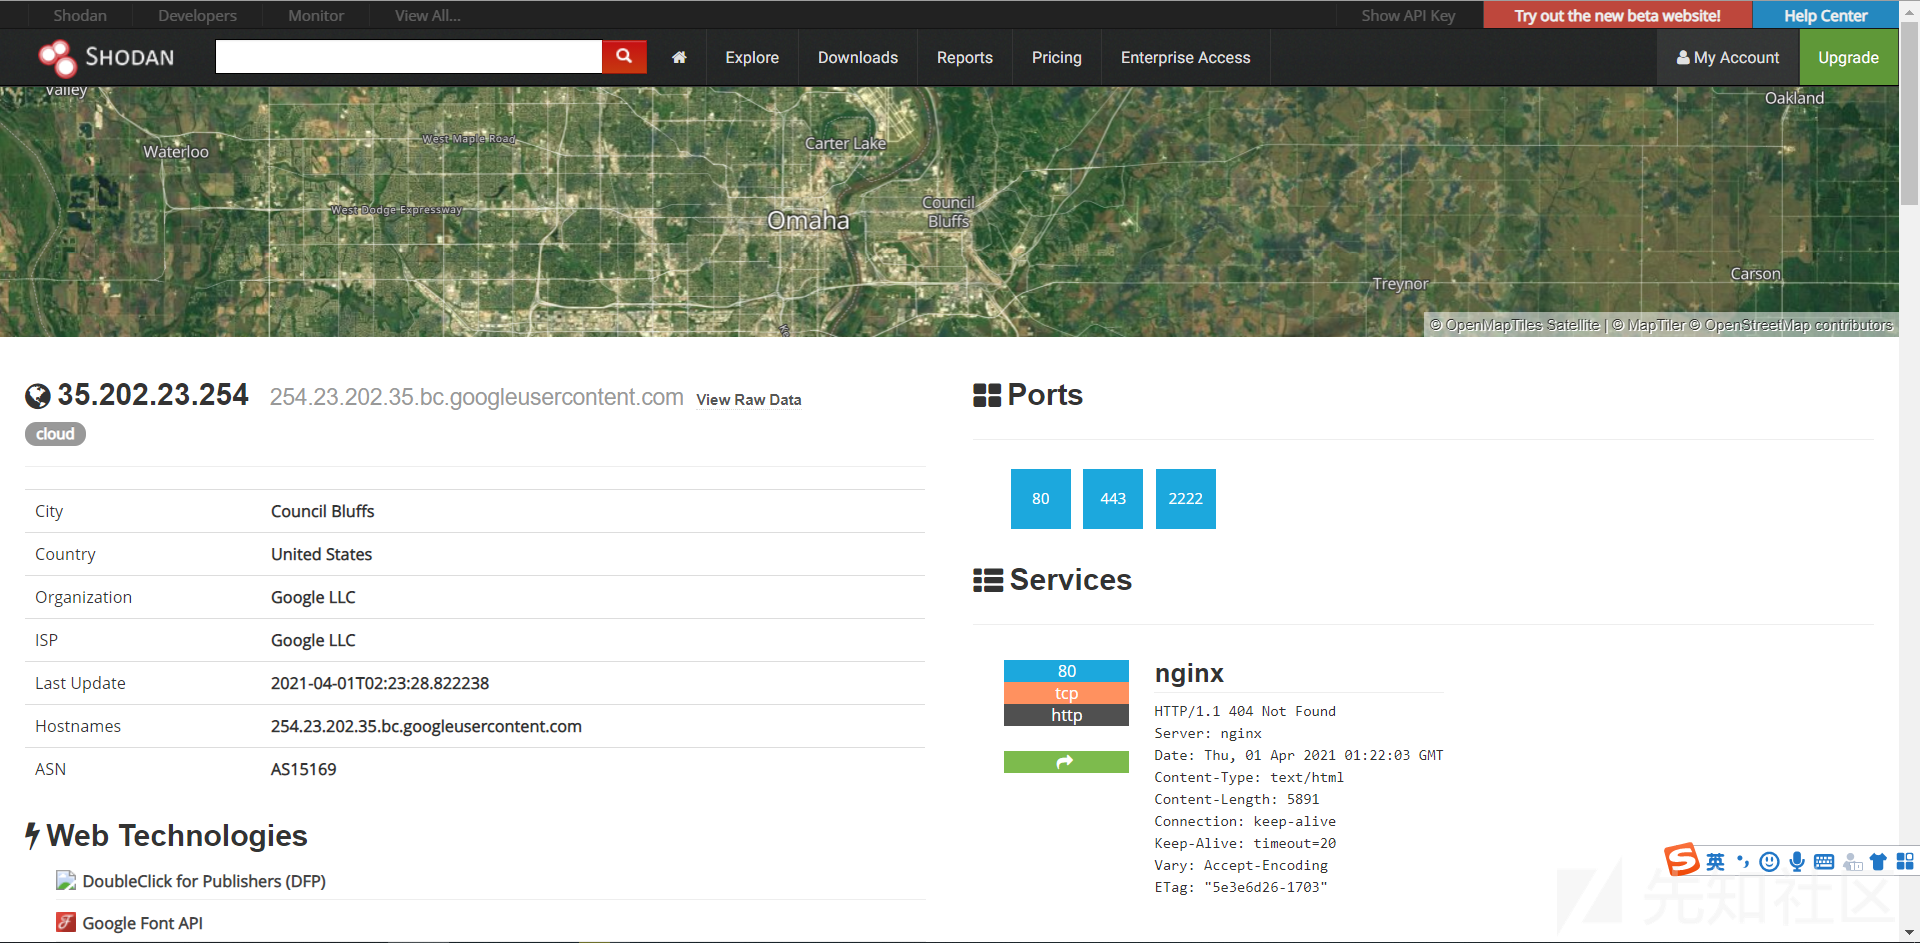 Shodan Developers Monitor View All... Show API Key Try out the new beta website! Help Center
SHODAN Explore Downloads Reports Pricing Enterprise Access My Account Upgrade
Valley
Oakland
West Maple Road
Carter Lake
Waterloo
West Dodge Expressway
Council
Bluffs
Omaha
Carson
Treynor
© OpenMapTiles Satellite | © MapTiler © OpenStreetMap contributors
35.202.23.254 254.23.202.35.bc.googleusercontent.com View Raw Data
cloud
City Council Bluffs
Country United States
Organization Google LLC
ISP Google LLC
Last Update 2021-04-01T02:23:28.822238
Hostnames 254.23.202.35.bc.googleusercontent.com
ASN AS15169
Web Technologies
DoubleClick for Publishers (DFP)
Google Font API
Ports
80 443 2222
Services
80
tcp
http
nginx
HTTP/1.1 404 Not Found
Server: nginx
Date: Thu, 01 Apr 2021 01:22:03 GMT
Content-Type: text/html
Content-Length: 5891
Connection: keep-alive
Keep-Alive: timeout=20
Vary: Accept-Encoding
ETag: "5e3e6d26-1703"
英
先知社区